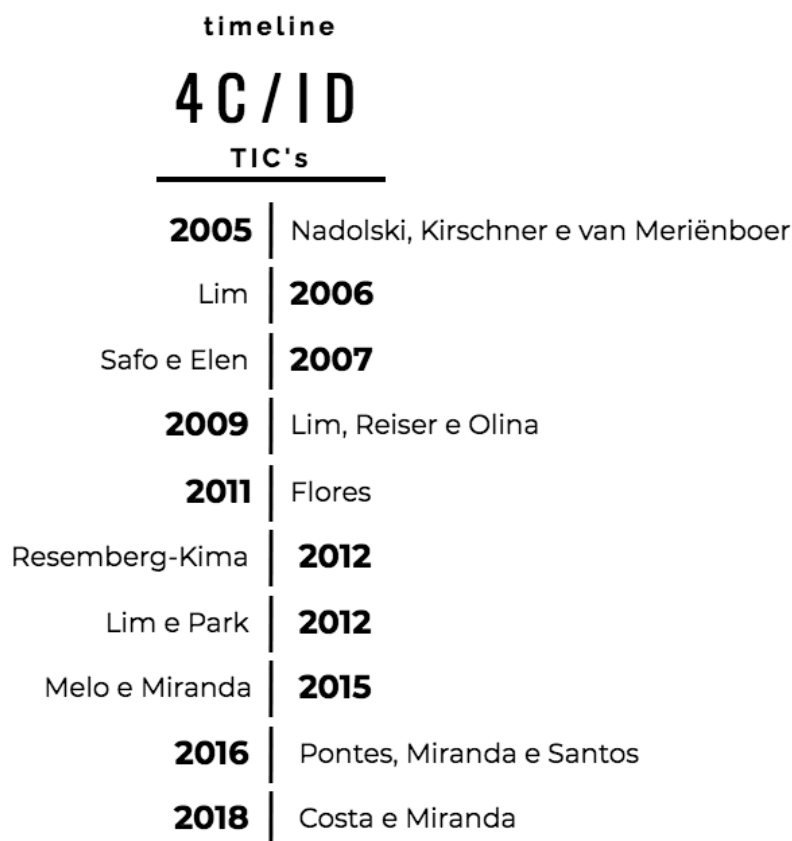 timeline
4C/ID
TIC's
2005 Nadolski, Kirschner e van Meriënboer
Lim 2006
Safo e Elen 2007
2009 Lim, Reiser e Olina
2011 Flores
Resemberg-Kima 2012
Lim e Park 2012
Melo e Miranda 2015
2016 Pontes, Miranda e Santos
2018 Costa e Miranda